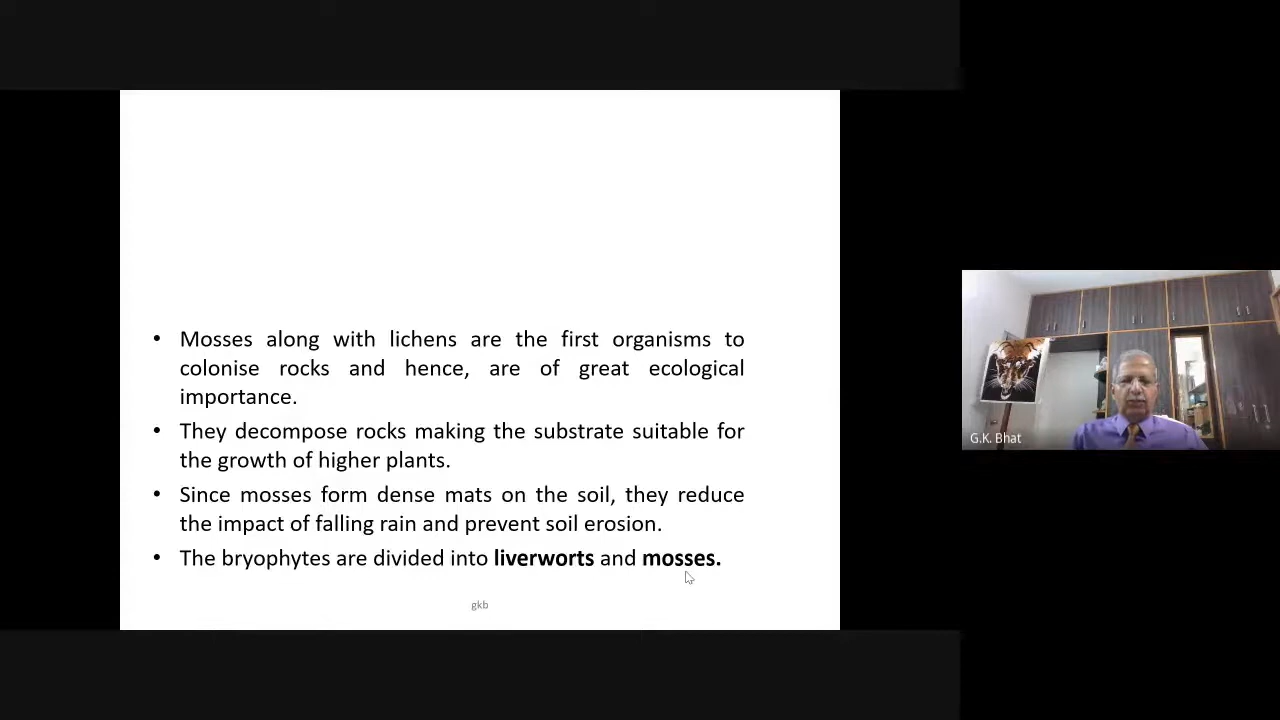 • Mosses along with lichens are the first organisms to
colonise rocks and hence, are of great ecological
importance.
• They decompose rocks making the substrate suitable for
the growth of higher plants.
• Since mosses form dense mats on the soil, they reduce
the impact of falling rain and prevent soil erosion.
• The bryophytes are divided into liverworts and mosses.
gkb
G.K. Bhat